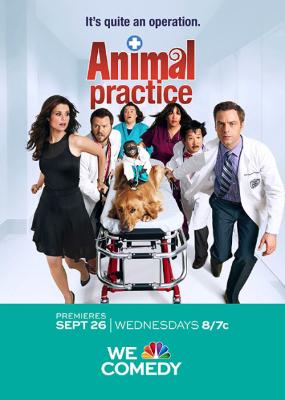 It's quite an operation.
Animal
practice
PREMIERES
SEPT 26 WEDNESDAYS 8/7c
WE
COMEDY